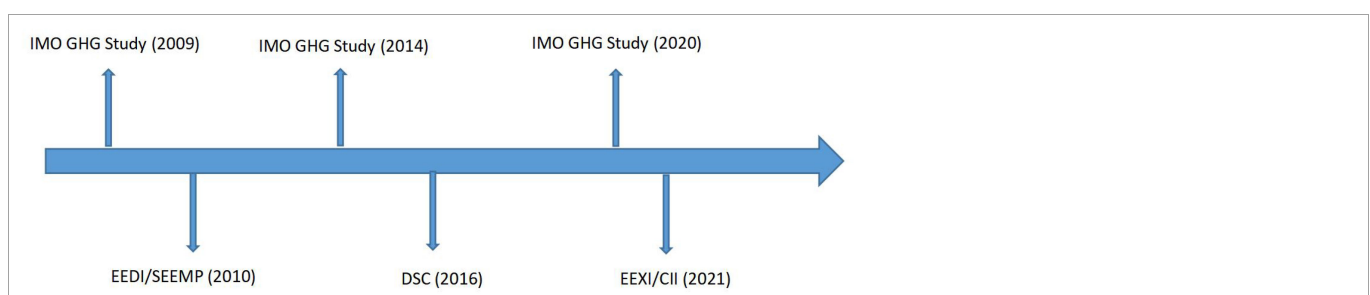 IMO GHG Study (2009)
IMO GHG Study (2014)
IMO GHG Study (2020)
EEDI/SEEMP (2010)
DSC (2016)
EEXI/CII (2021)